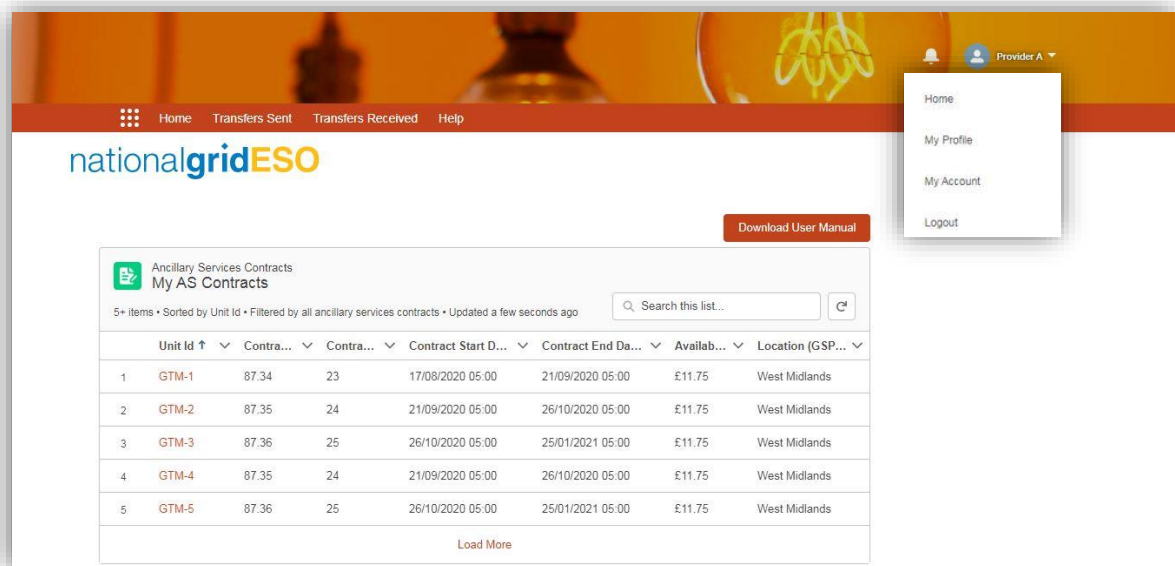 Provider A
Home
My Profile
My Account
Logout
Home Transfers Sent Transfers Received Help
nationalgridESO
Download User Manual
Ancillary Services Contracts
My AS Contracts
5+ items • Sorted by Unit Id • Filtered by all ancillary services contracts • Updated a few seconds ago
Search this list...
Unit Id ↑ Contra... Contra... Contract Start D... Contract End Da... Availab... Location (GSP...
1 GTM-1 87.34 23 17/08/2020 05:00 21/09/2020 05:00 £11.75 West Midlands
2 GTM-2 87.35 24 21/09/2020 05:00 26/10/2020 05:00 £11.75 West Midlands
3 GTM-3 87.36 25 26/10/2020 05:00 25/01/2021 05:00 £11.75 West Midlands
4 GTM-4 87.35 24 21/09/2020 05:00 26/10/2020 05:00 £11.75 West Midlands
5 GTM-5 87.36 25 26/10/2020 05:00 25/01/2021 05:00 £11.75 West Midlands
Load More